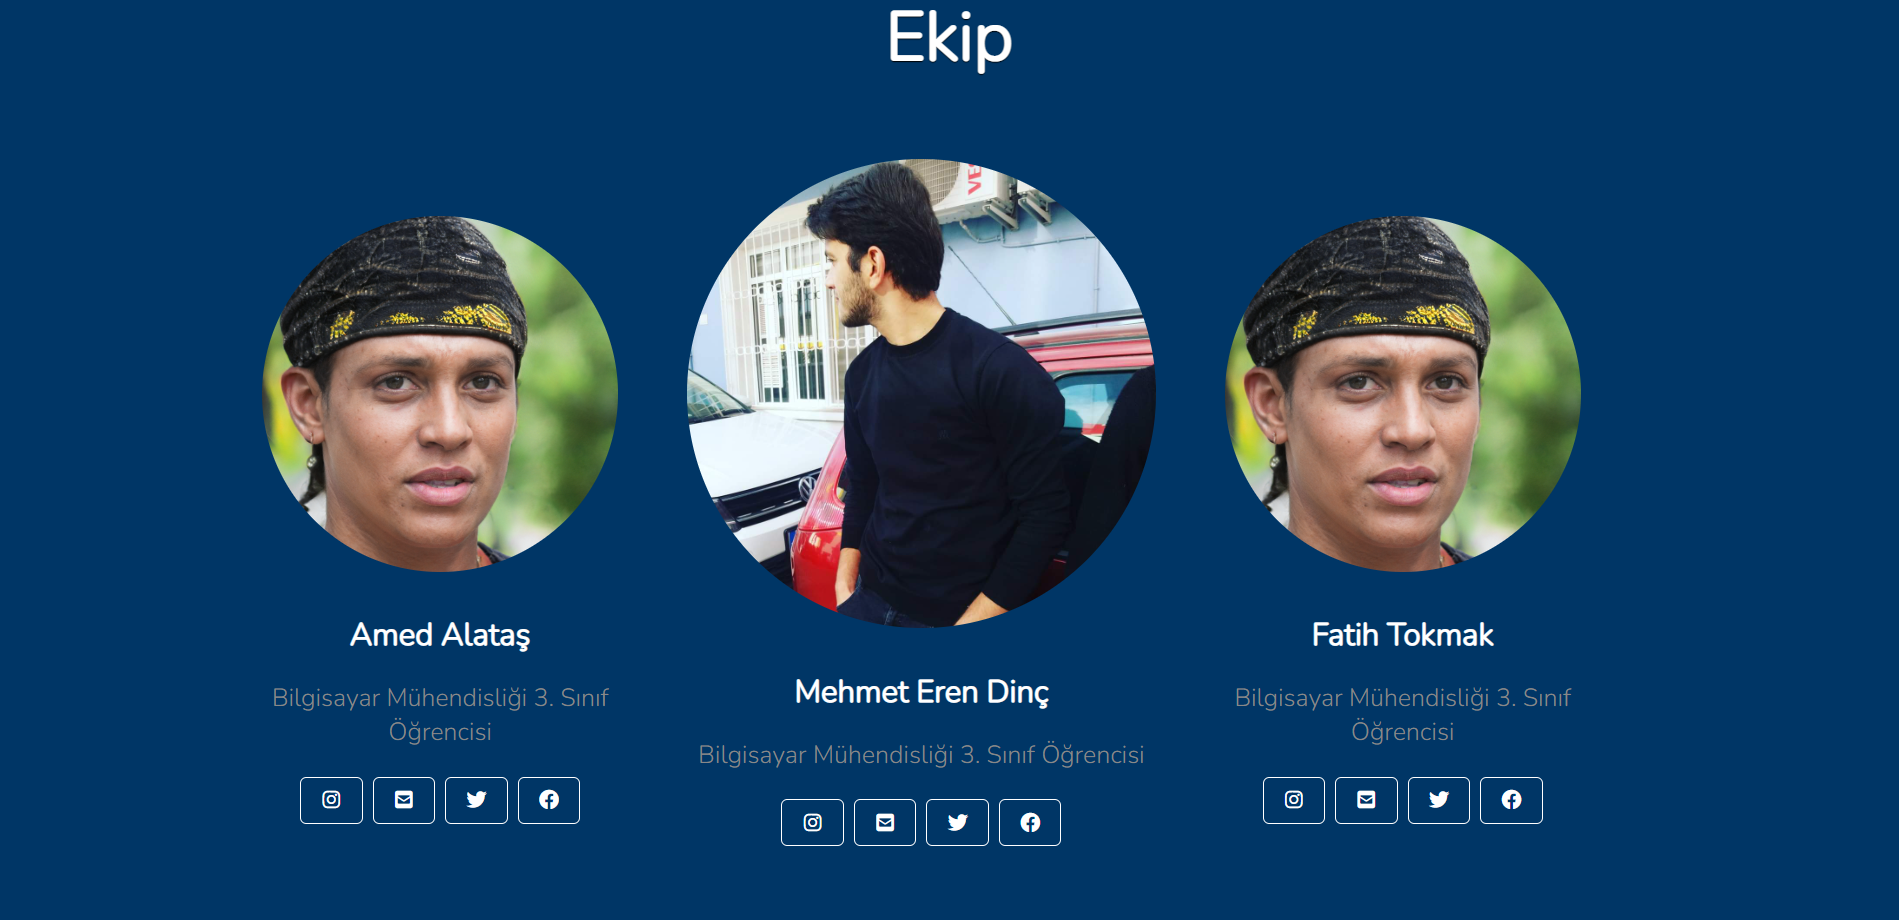 Ekip
VES
Amed Alataş
Bilgisayar Mühendisliği 3. Sınıf
Öğrencisi
Mehmet Eren Dinç
Bilgisayar Mühendisliği 3. Sınıf Öğrencisi
Fatih Tokmak
Bilgisayar Mühendisliği 3. Sınıf
Öğrencisi